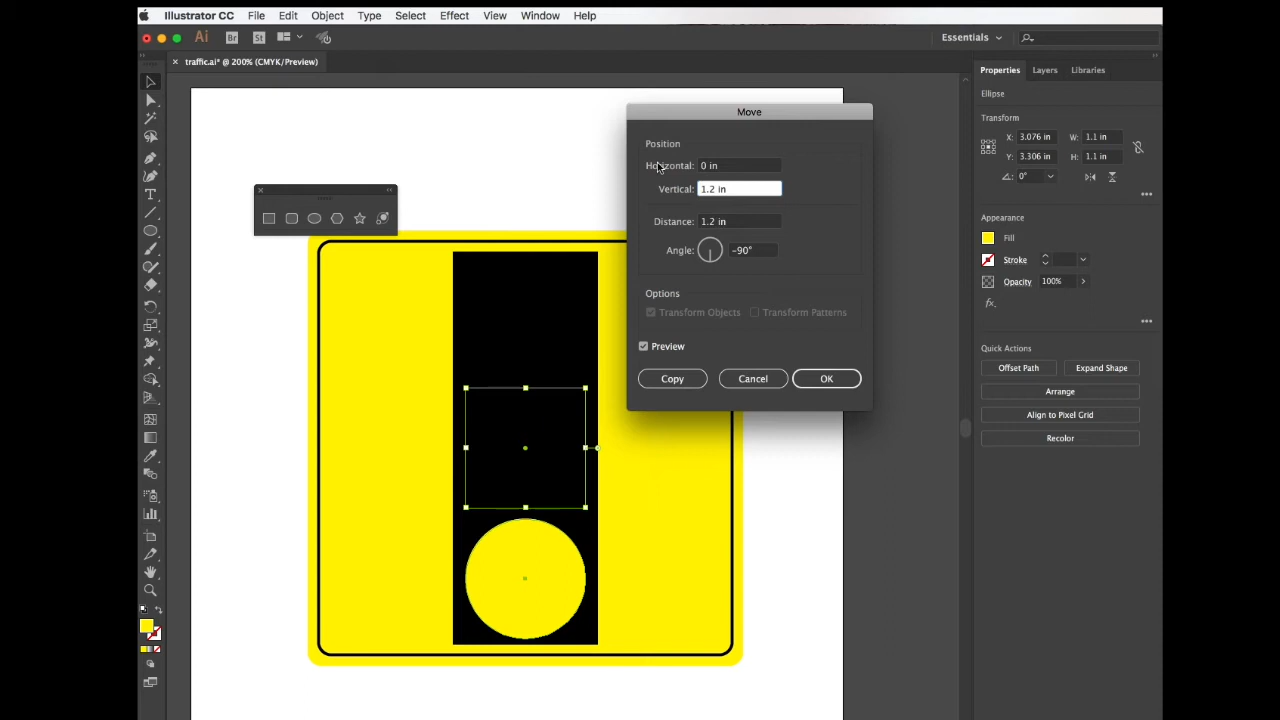 Illustrator CC File Edit Object Type Select Effect View Window Help
Ai Br St Essentials
× traffic.ai* @ 200% (CMYK/Preview)
Properties Layers Libraries
Ellipse
Transform
X: 3.076 in W: 1.1 in
Y: 3.306 in H: 1.1 in
0°
Appearance
Fill
Stroke
Opacity 100%
fx.
Quick Actions
Offset Path Expand Shape
Arrange
Align to Pixel Grid
Recolor
Move
Position
Horizontal: 0 in
Vertical: 1.2 in
Distance: 1.2 in
Angle: -90°
Options
Transform Objects Transform Patterns
Preview
Copy Cancel OK